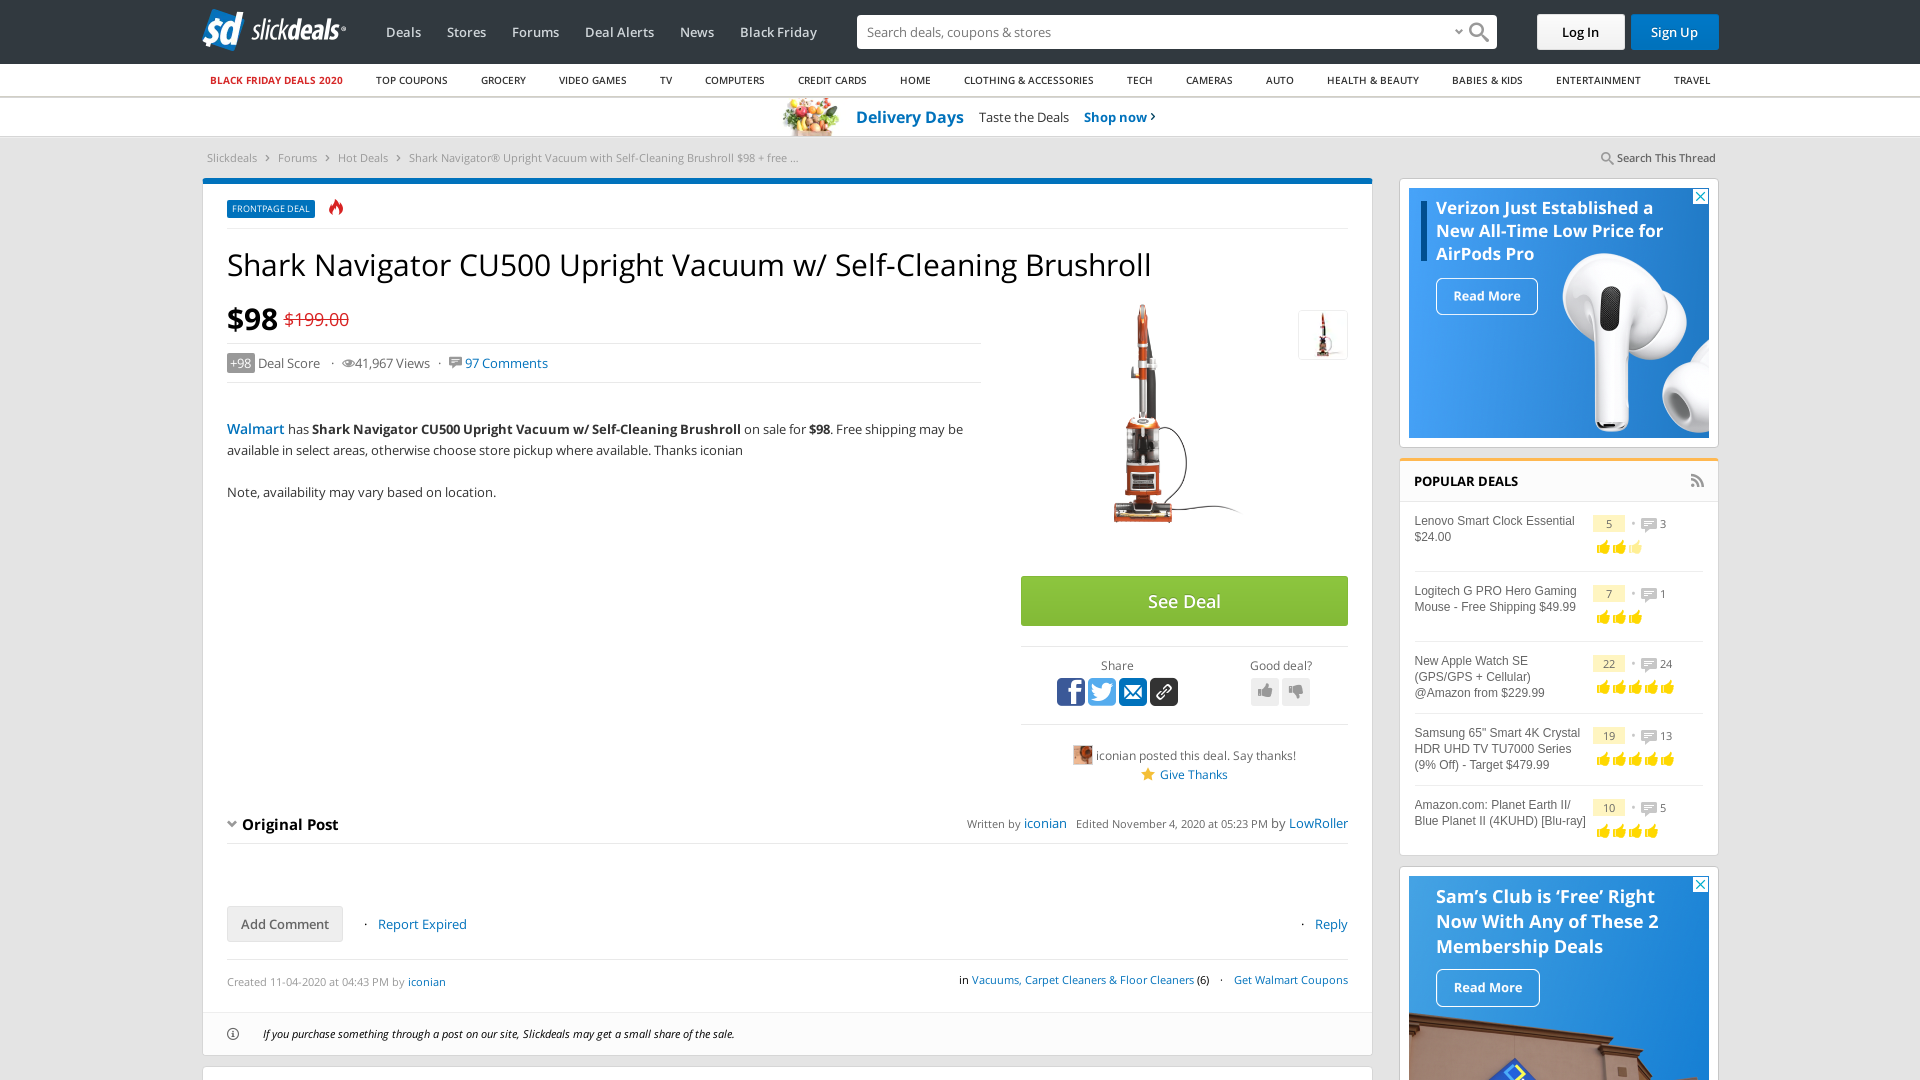 slickdeals
Deals
Stores
Forums
Deal Alerts
News
Black Friday
Search deals, coupons & stores
Log In
Sign Up
BLACK FRIDAY DEALS 2020
TOP COUPONS
GROCERY
VIDEO GAMES
TV
COMPUTERS
CREDIT CARDS
HOME
CLOTHING & ACCESSORIES
TECH
CAMERAS
AUTO
HEALTH & BEAUTY
BABIES & KIDS
ENTERTAINMENT
TRAVEL
Delivery Days Taste the Deals Shop now ›
Slickdeals › Forums › Hot Deals › Shark Navigator® Upright Vacuum with Self-Cleaning Brushroll $98 + free ...
Search This Thread
FRONTPAGE DEAL
Shark Navigator CU500 Upright Vacuum w/ Self-Cleaning Brushroll
$98 $199.00
+98 Deal Score · 41,967 Views · 97 Comments
Walmart has Shark Navigator CU500 Upright Vacuum w/ Self-Cleaning Brushroll on sale for $98. Free shipping may be
available in select areas, otherwise choose store pickup where available. Thanks iconian
Note, availability may vary based on location.
See Deal
Share
Good deal?
iconian posted this deal. Say thanks!
Give Thanks
Original Post
Written by iconian Edited November 4, 2020 at 05:23 PM by LowRoller
Add Comment · Report Expired
· Reply
Created 11-04-2020 at 04:43 PM by iconian
in Vacuums, Carpet Cleaners & Floor Cleaners (6) · Get Walmart Coupons
If you purchase something through a post on our site, Slickdeals may get a small share of the sale.
Verizon Just Established a
New All-Time Low Price for
AirPods Pro
Read More
POPULAR DEALS
Lenovo Smart Clock Essential
$24.00
5 · 3
Logitech G PRO Hero Gaming
Mouse - Free Shipping $49.99
7 · 1
New Apple Watch SE
(GPS/GPS + Cellular)
@Amazon from $229.99
22 · 24
Samsung 65" Smart 4K Crystal
HDR UHD TV TU7000 Series
(9% Off) - Target $479.99
19 · 13
Amazon.com: Planet Earth II/
Blue Planet II (4KUHD) [Blu-ray]
10 · 5
Sam's Club is 'Free' Right
Now With Any of These 2
Membership Deals
Read More